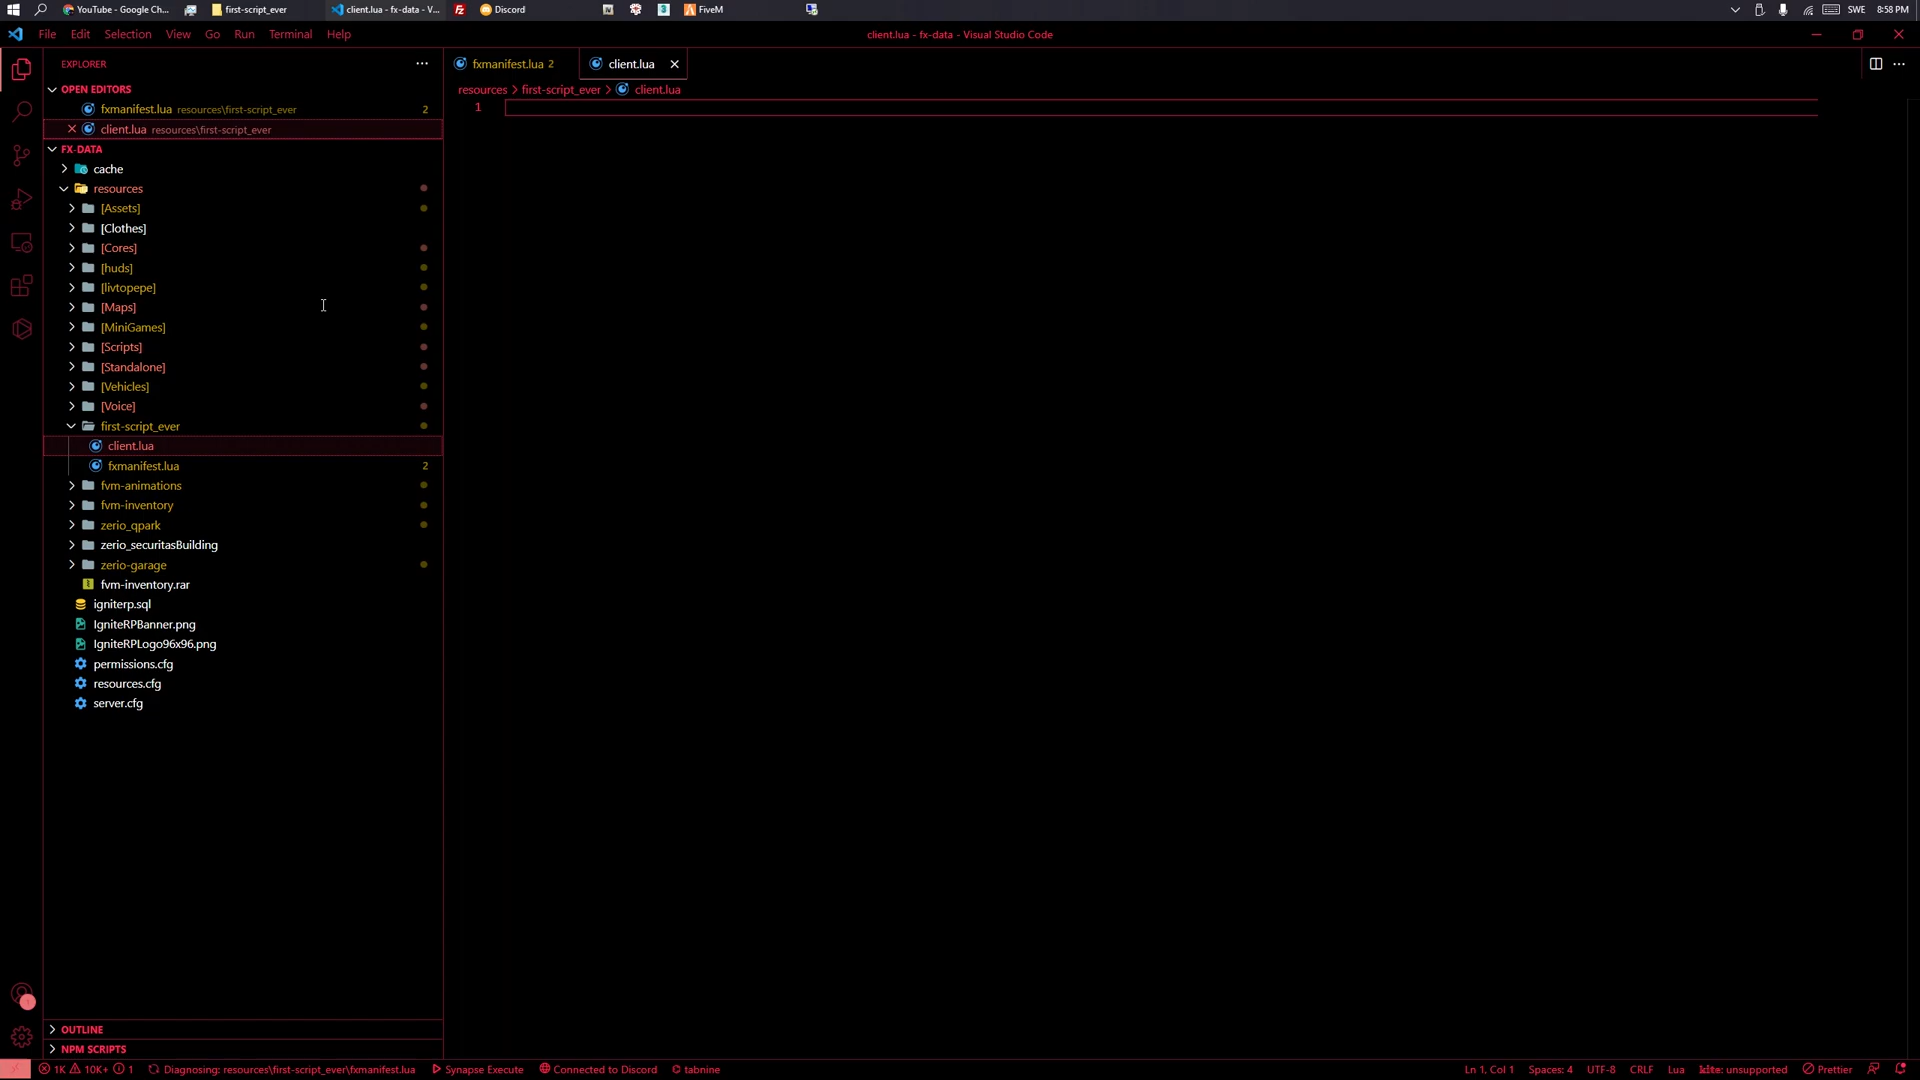 YouTube - Google Ch...
first-script_ever
client.lua - fx-data - V...
Discord
FiveM
SWE
8:58 PM
File Edit Selection View Go Run Terminal Help
client.lua - fx-data - Visual Studio Code
EXPLORER
fxmanifest.lua 2
client.lua
OPEN EDITORS
resources > first-script_ever > client.lua
fxmanifest.lua resources\first-script_ever 2
1
client.lua resources\first-script_ever
FX-DATA
cache
resources
[Assets]
[Clothes]
[Cores]
[huds]
[livtopepe]
[Maps]
[MiniGames]
[Scripts]
[Standalone]
[Vehicles]
[Voice]
first-script_ever
client.lua
fxmanifest.lua 2
fvm-animations
fvm-inventory
zerio_qpark
zerio_securitasBuilding
zerio-garage
fvm-inventory.rar
igniterp.sql
IgniteRPBanner.png
IgniteRPLogo96x96.png
permissions.cfg
resources.cfg
server.cfg
OUTLINE
NPM SCRIPTS
1K 10K+ 1 Diagnosing: resources\first-script_ever\fxmanifest.lua Synapse Execute Connected to Discord tabnine Ln 1, Col 1 Spaces: 4 UTF-8 CRLF Lua kite: unsupported Prettier